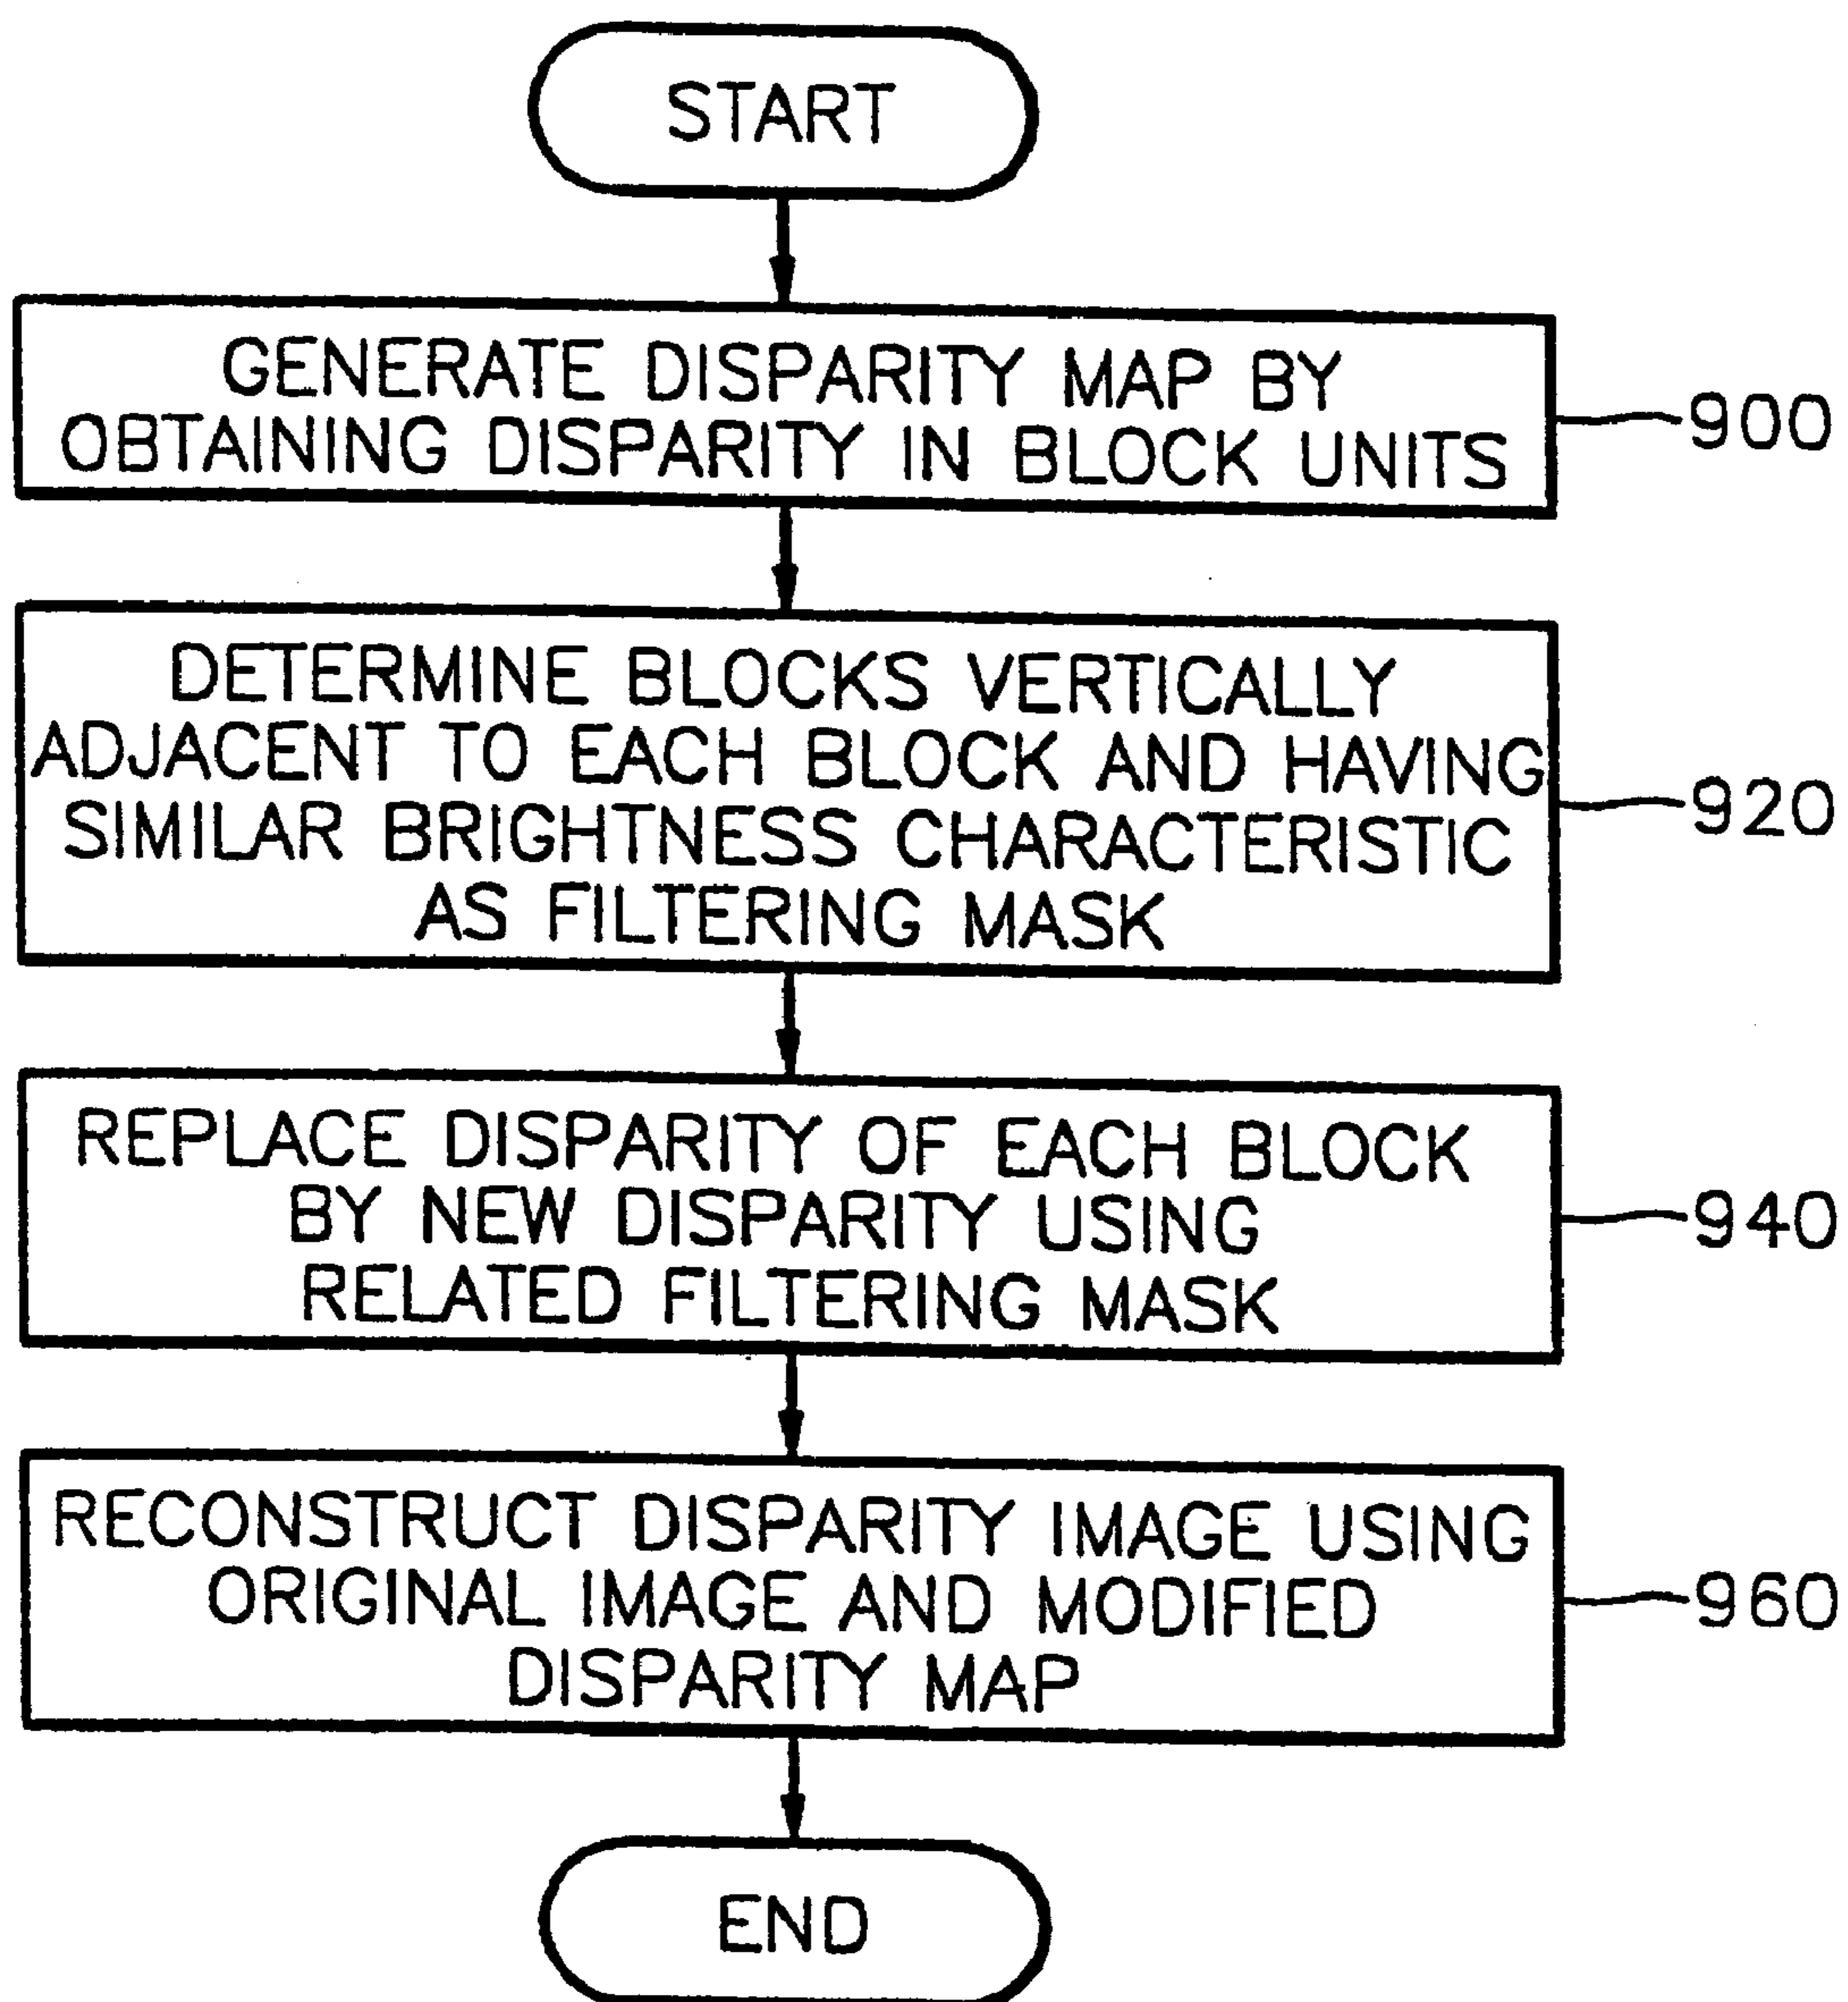 START
GENERATE DISPARITY MAP BY
OBTAINING DISPARITY IN BLOCK UNITS
900
DETERMINE BLOCKS VERTICALLY
ADJACENT TO EACH BLOCK AND HAVING
SIMILAR BRIGHTNESS CHARACTERISTIC
AS FILTERING MASK
920
REPLACE DISPARITY OF EACH BLOCK
BY NEW DISPARITY USING
RELATED FILTERING MASK
940
RECONSTRUCT DISPARITY IMAGE USING
ORIGINAL IMAGE AND MODIFIED
DISPARITY MAP
960
END